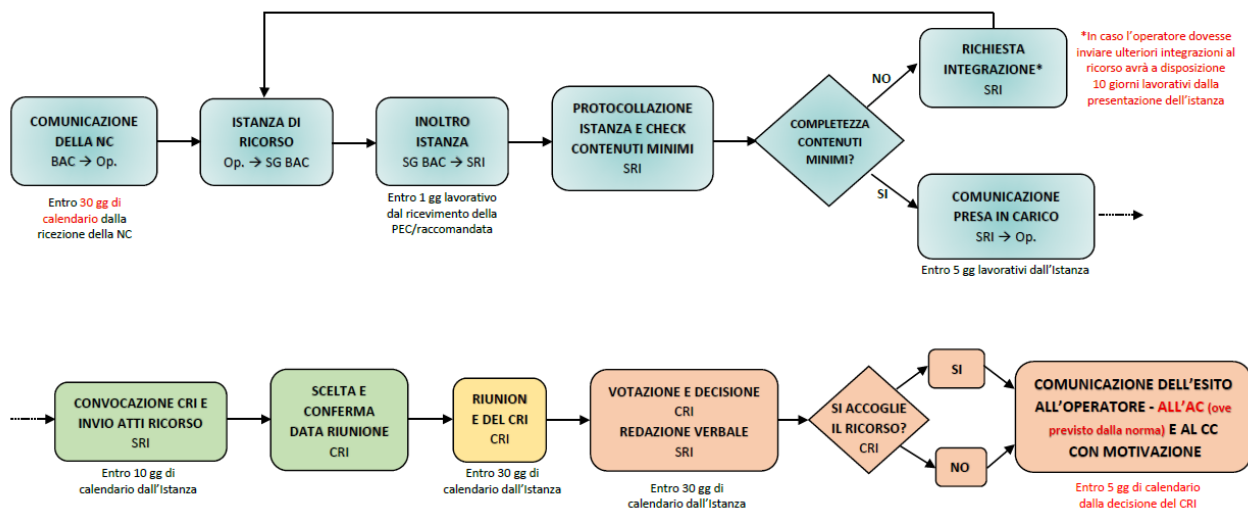 COMUNICAZIONE
DELLA NC
BAC → Op.
Entro 30 gg di
calendario dalla
ricezione della NC
ISTANZA DI
RICORSO
Op. → SG BAC
INOLTRO
ISTANZA
SG BAC → SRI
Entro 1 gg lavorativo
dal ricevimento della
PEC/raccomandata
PROTOCOLLAZIONE
ISTANZA E CHECK
CONTENUTI MINIMI
SRI
COMPLETEZZA
CONTENUTI
MINIMI?
NO
RICHIESTA
INTEGRAZIONE*
SRI
*In caso l'operatore dovesse
inviare ulteriori integrazioni al
ricorso avrà a disposizione
10 giorni lavorativi dalla
presentazione dell'istanza
SI
COMUNICAZIONE
PRESA IN CARICO
SRI → Op.
Entro 5 gg lavorativi dall'Istanza
CONVOCAZIONE CRI E
INVIO ATTI RICORSO
SRI
Entro 10 gg di
calendario dall'Istanza
SCELTA E
CONFERMA
DATA RIUNIONE
CRI
RIUNION
E DEL CRI
CRI
Entro 30 gg di
calendario dall'Istanza
VOTAZIONE E DECISIONE
CRI
REDAZIONE VERBALE
SRI
Entro 30 gg di
calendario dall'Istanza
SI ACCOGLIE
IL RICORSO?
CRI
SI
NO
COMUNICAZIONE DELL'ESITO
ALL'OPERATORE - ALL'AC (ove
previsto dalla norma) E AL CC
CON MOTIVAZIONE
Entro 5 gg di calendario
dalla decisione del CRI